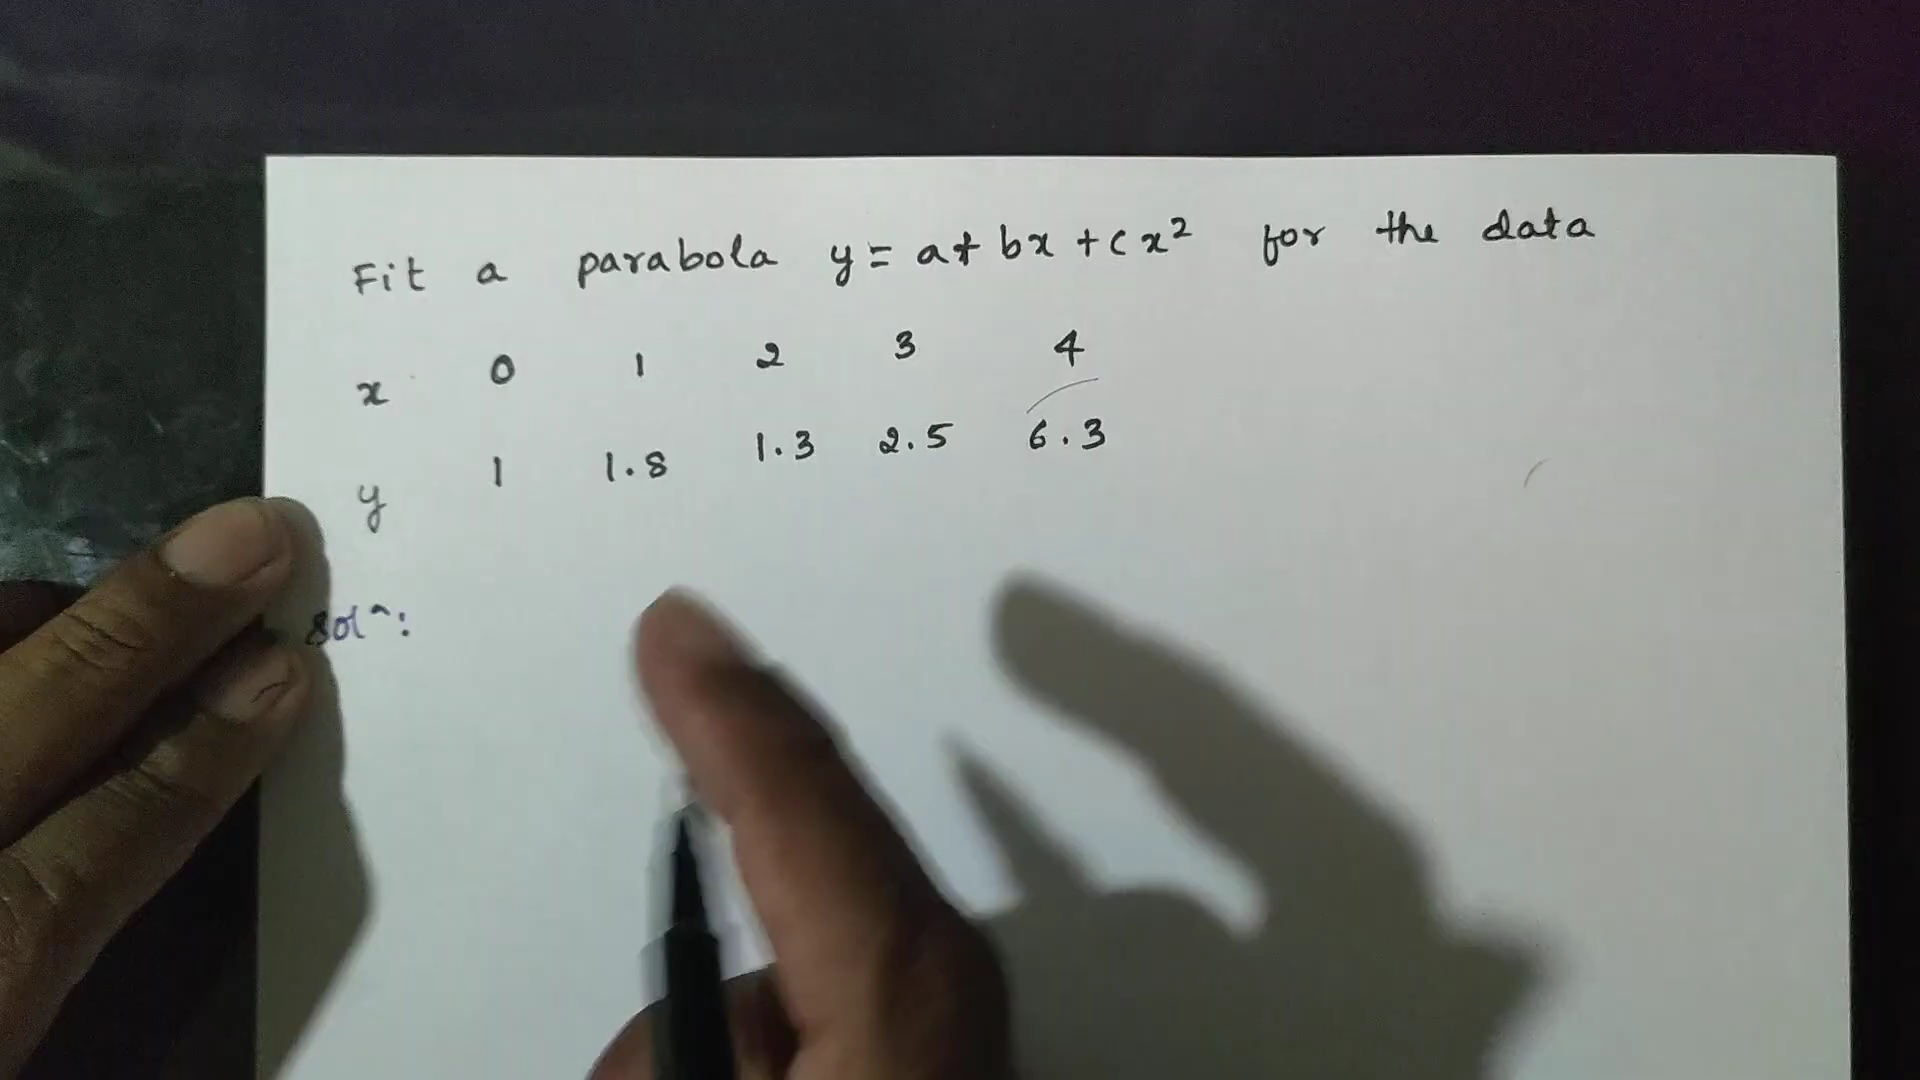 Fit a parabola y = a + bx + cx² for the data
x 0 1 2 3 4
y 1 1.8 1.3 2.5 6.3
Solⁿ: